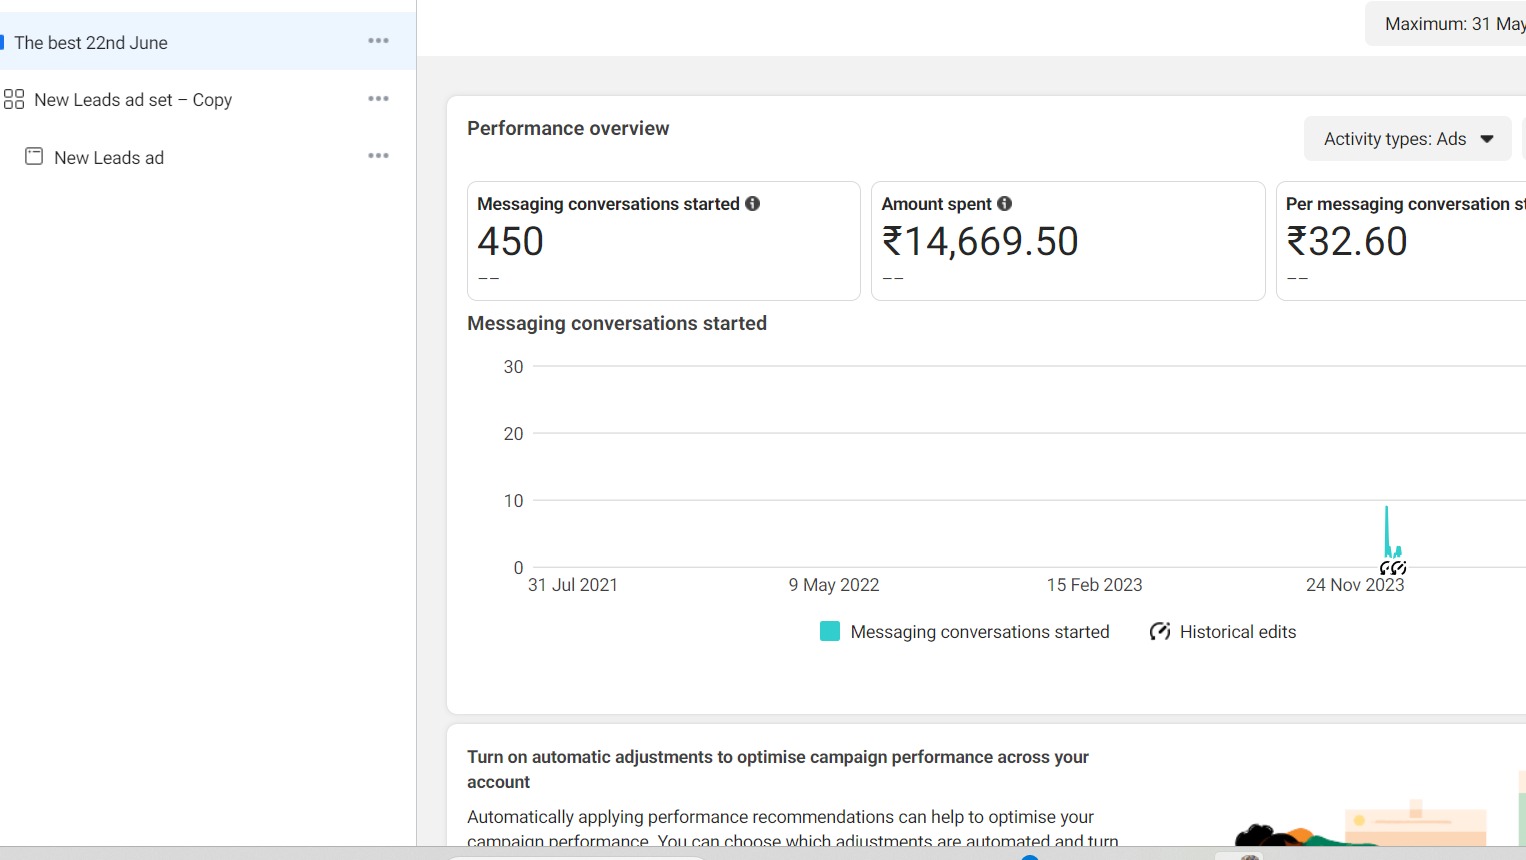 The best 22nd June
New Leads ad set – Copy
New Leads ad
Maximum: 31 May
Performance overview
Activity types: Ads
Messaging conversations started
450
––
Amount spent
₹14,669.50
––
Per messaging conversation st
₹32.60
––
Messaging conversations started
30
20
10
0
31 Jul 2021
9 May 2022
15 Feb 2023
24 Nov 2023
Messaging conversations started
Historical edits
Turn on automatic adjustments to optimise campaign performance across your
account
Automatically applying performance recommendations can help to optimise your
campaign performance. You can choose which adjustments are automated and turn